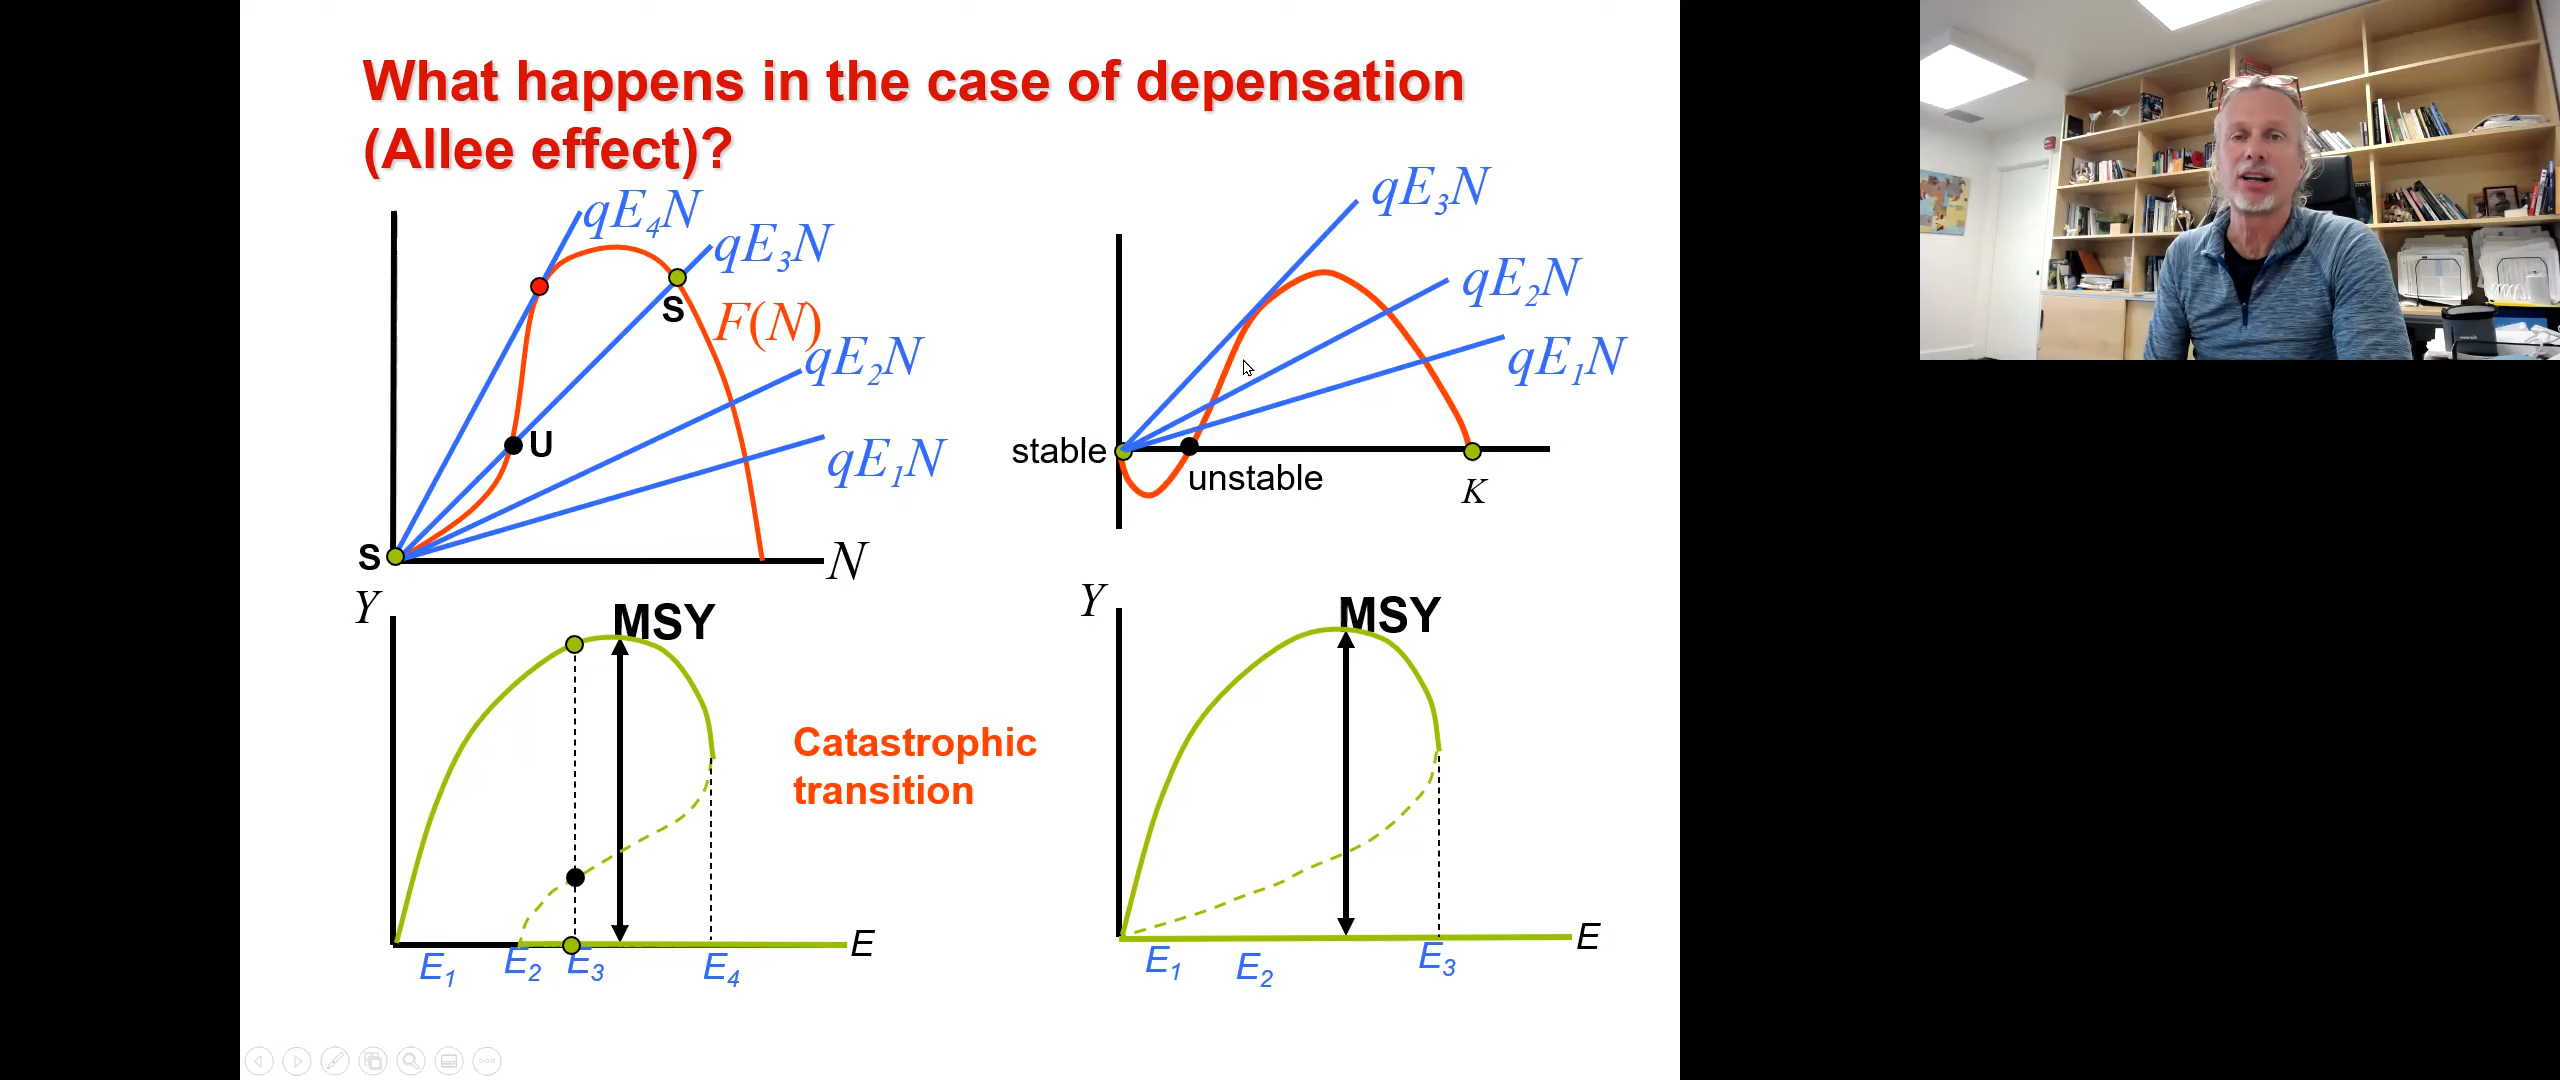 What happens in the case of depensation
(Allee effect)?
qE4N
qE3N
S
F(N)
qE2N
U
qE1N
S
N
qE3N
qE2N
qE1N
stable
unstable
K
Y
MSY
Catastrophic
transition
E
E1
E2
E3
E4
Y
MSY
E
E1
E2
E3